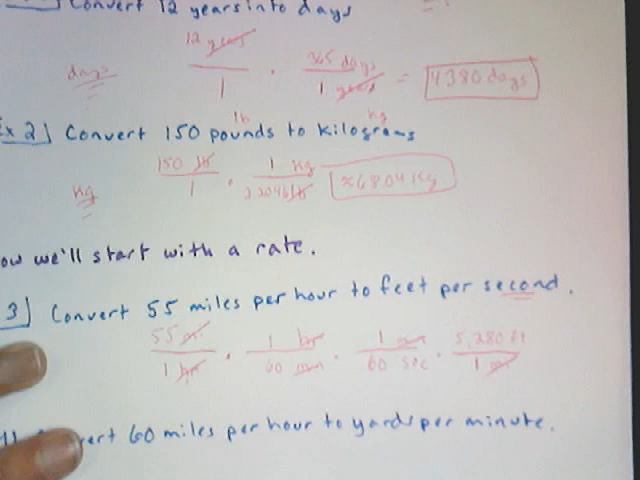 Convert 12 years into days
days 12 years / 1 · 365 days / 1 years = 4380 days
Ex 2] Convert 150 pounds to kilograms
lb kg
kg 150 lb / 1 · 1 kg / 2.2046 lb ≈ 68.04 kg
ow we'll start with a rate.
3] Convert 55 miles per hour to feet per second.
55 mi / 1 hr · 1 hr / 60 min · 1 min / 60 sec · 5,280 ft / 1 mi
vert 60 miles per hour to yards per minute.